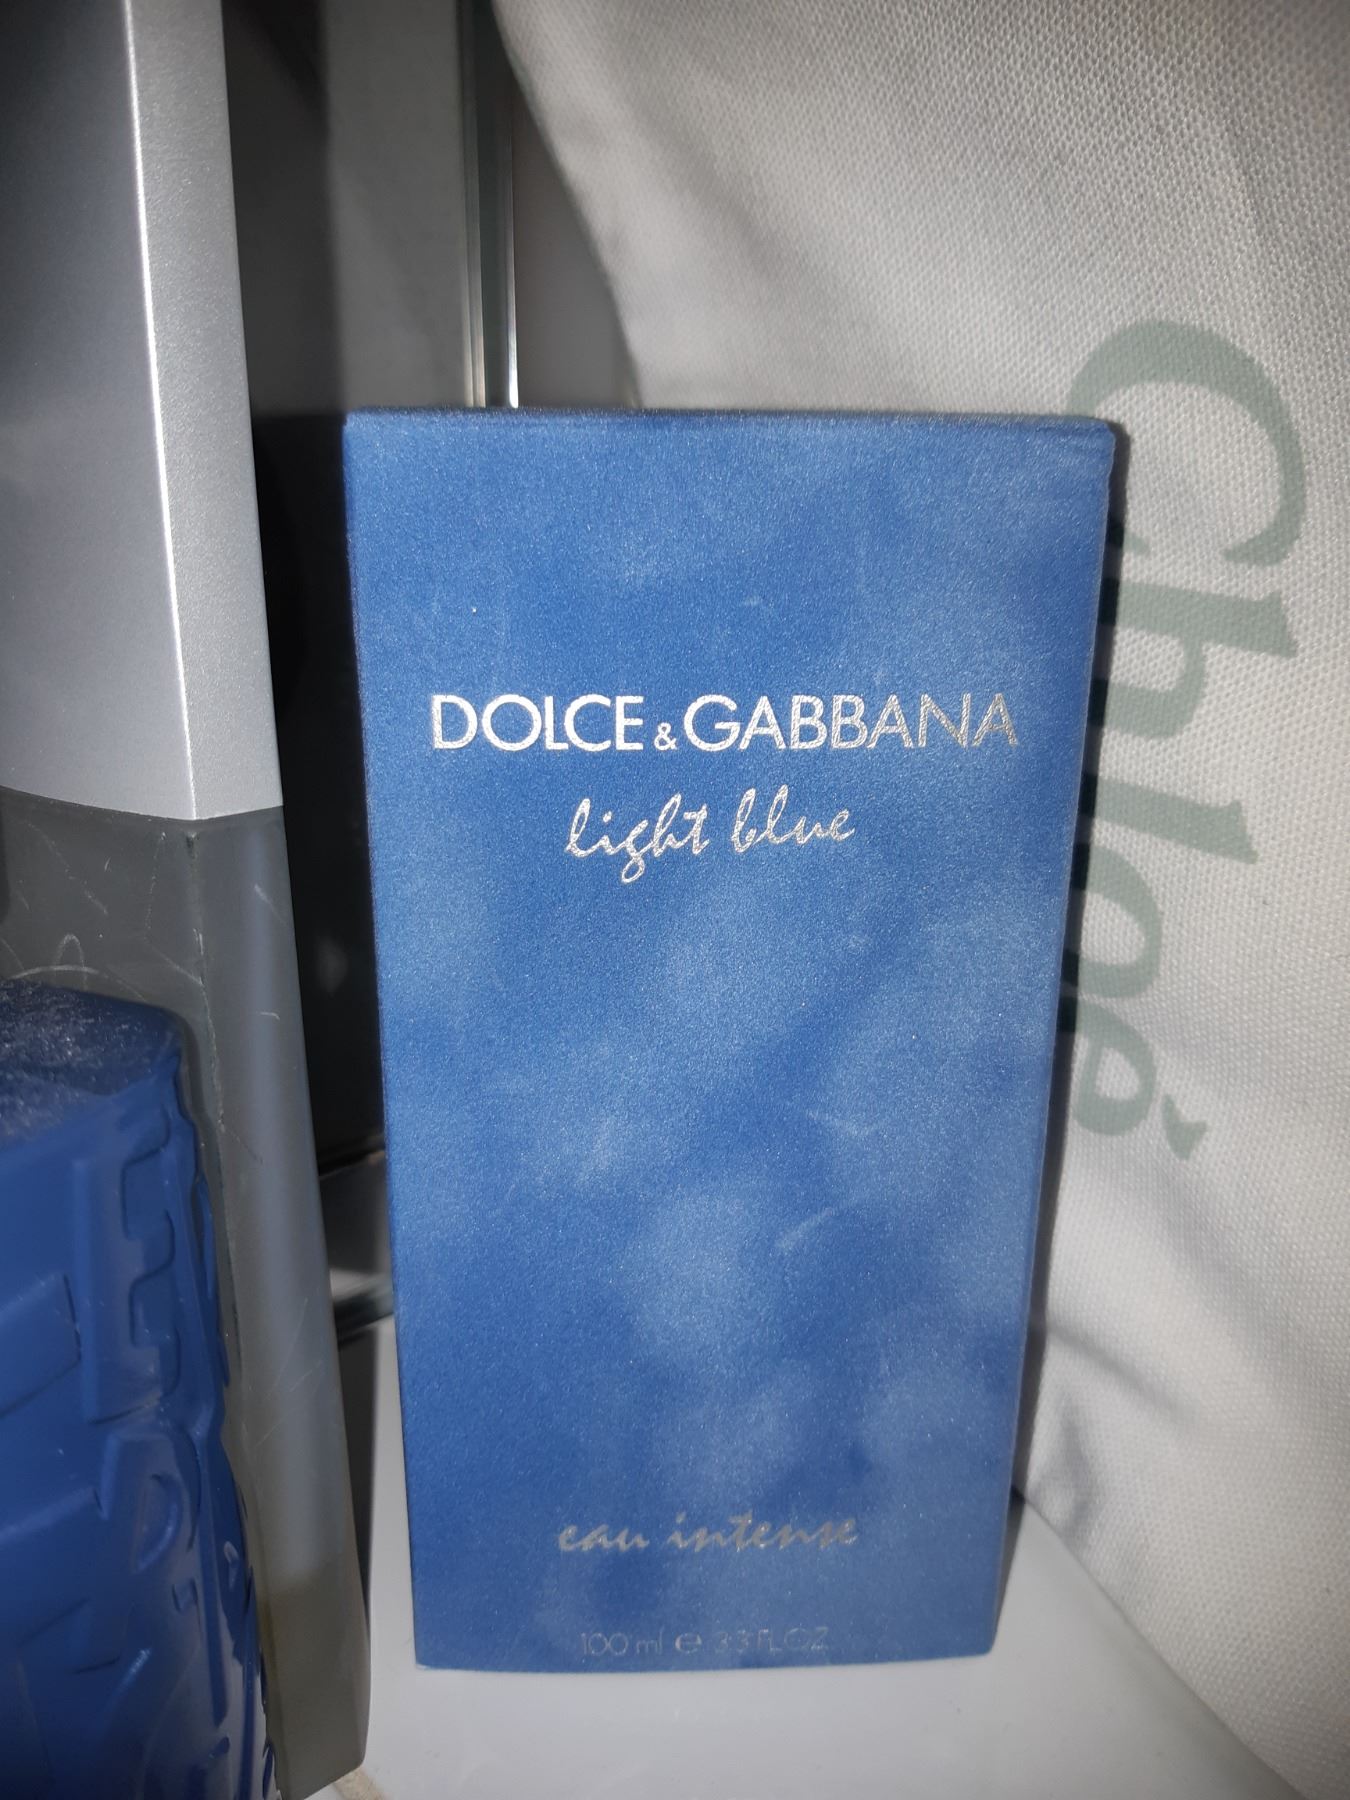 DOLCE & GABBANA
light blue
eau intense
100 ml e 3.3 FL.OZ.
Chloé